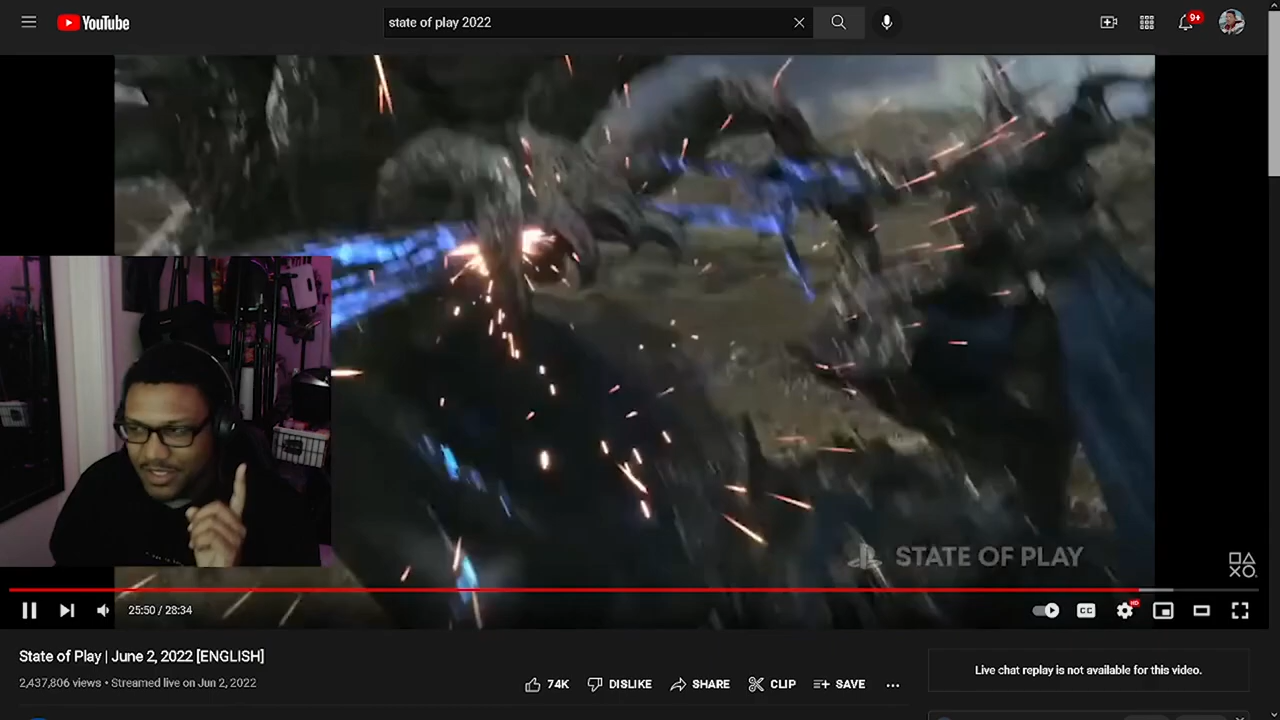 YouTube
state of play 2022
9+
STATE OF PLAY
25:50 / 28:34
CC
HD
State of Play | June 2, 2022 [ENGLISH]
2,437,806 views • Streamed live on Jun 2, 2022
74K
DISLIKE
SHARE
CLIP
SAVE
Live chat replay is not available for this video.